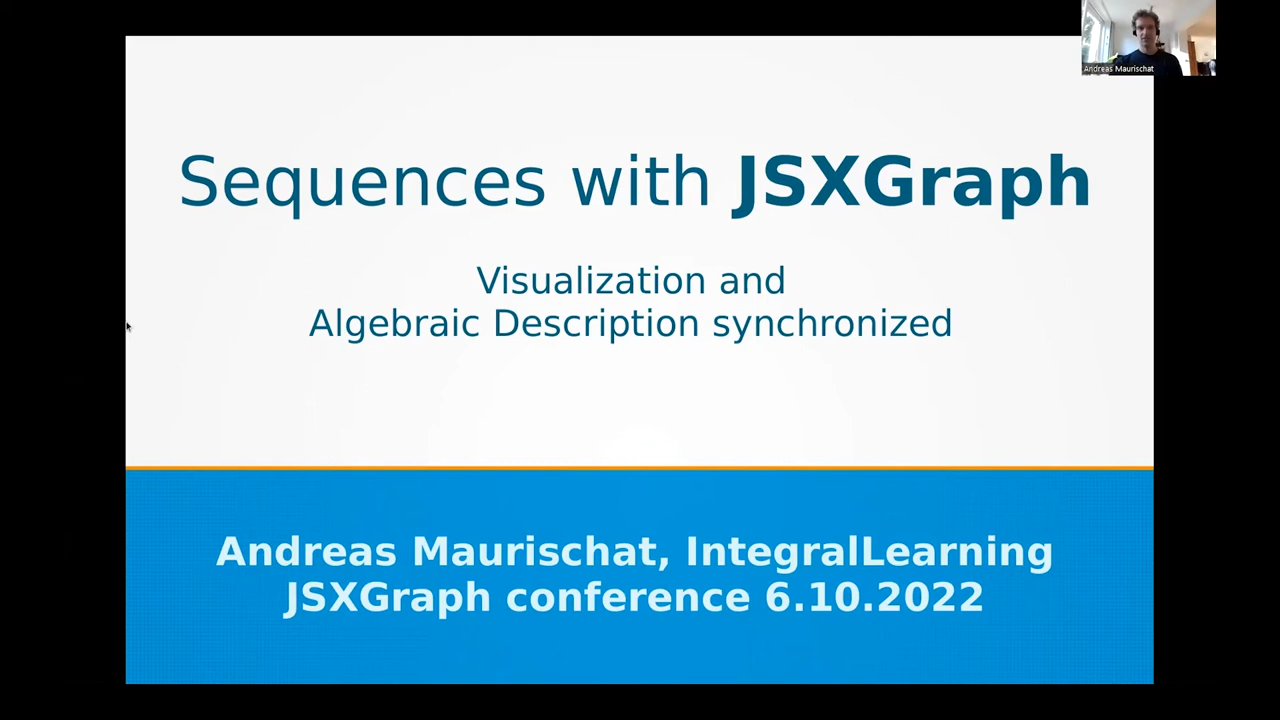 Andreas Maurischat
Sequences with JSXGraph
Visualization and
Algebraic Description synchronized
Andreas Maurischat, IntegralLearning
JSXGraph conference 6.10.2022